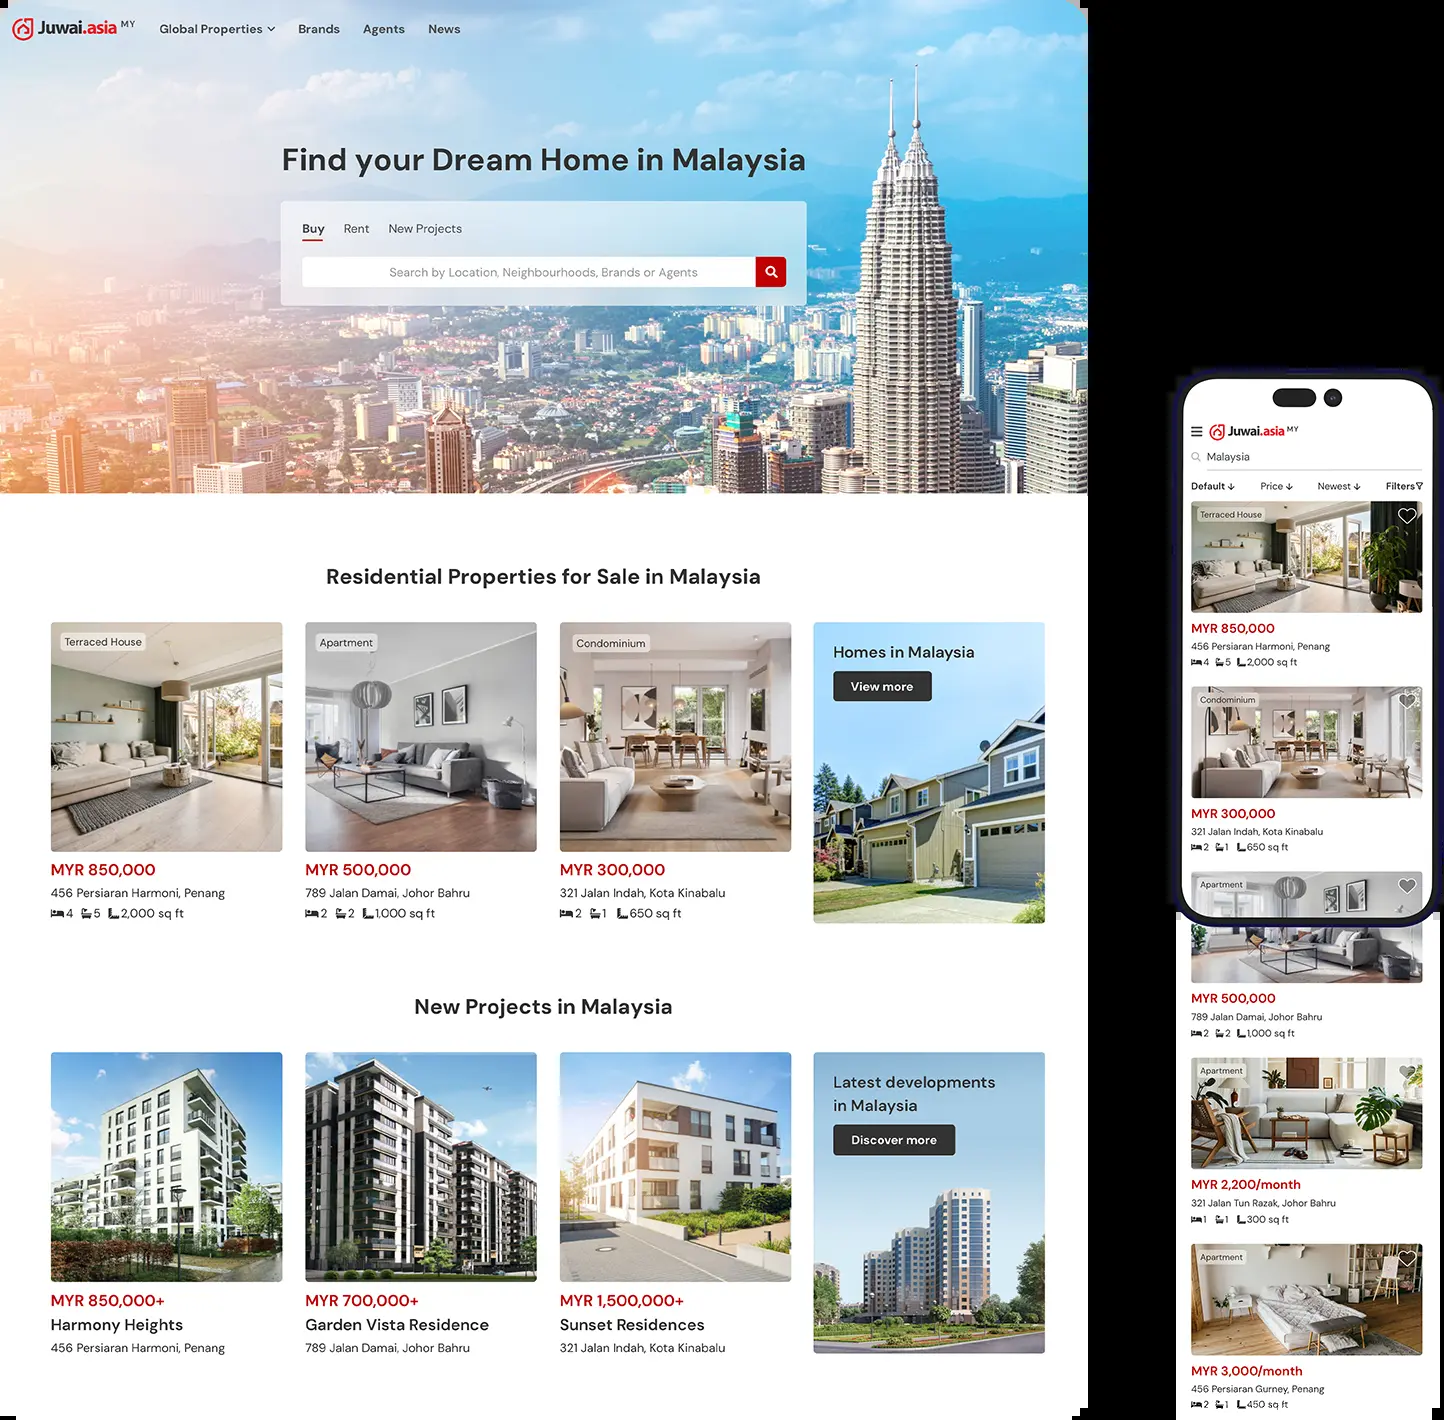 Juwai.asia MY
Global Properties
Brands
Agents
News
Find your Dream Home in Malaysia
Buy
Rent
New Projects
Search by Location, Neighbourhoods, Brands or Agents
Residential Properties for Sale in Malaysia
Terraced House
MYR 850,000
456 Persiaran Harmoni, Penang
4 5 2,000 sq ft
Apartment
MYR 500,000
789 Jalan Damai, Johor Bahru
2 2 1,000 sq ft
Condominium
MYR 300,000
321 Jalan Indah, Kota Kinabalu
2 1 650 sq ft
Homes in Malaysia
View more
New Projects in Malaysia
MYR 850,000+
Harmony Heights
456 Persiaran Harmoni, Penang
MYR 700,000+
Garden Vista Residence
789 Jalan Damai, Johor Bahru
MYR 1,500,000+
Sunset Residences
321 Jalan Indah, Kota Kinabalu
Latest developments
in Malaysia
Discover more
Juwai.asia MY
Malaysia
Default
Price
Newest
Filters
Terraced House
MYR 850,000
456 Persiaran Harmoni, Penang
4 5 2,000 sq ft
Condominium
MYR 300,000
321 Jalan Indah, Kota Kinabalu
2 1 650 sq ft
Apartment
MYR 500,000
789 Jalan Damai, Johor Bahru
2 2 1,000 sq ft
Apartment
MYR 2,200/month
321 Jalan Tun Razak, Johor Bahru
1 1 300 sq ft
Apartment
MYR 3,000/month
456 Persiaran Gurney, Penang
2 1 450 sq ft